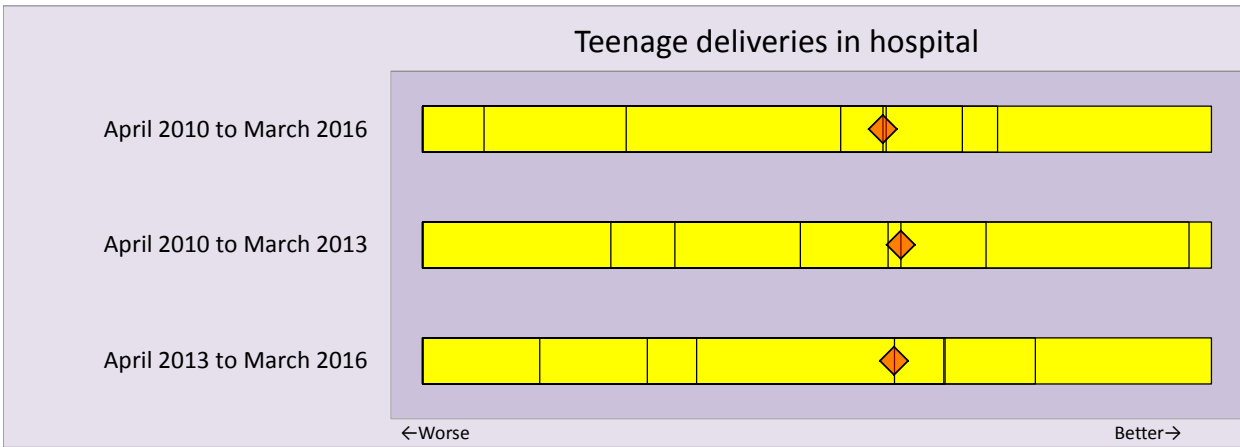 Teenage deliveries in hospital
April 2010 to March 2016
April 2010 to March 2013
April 2013 to March 2016
←Worse Better→